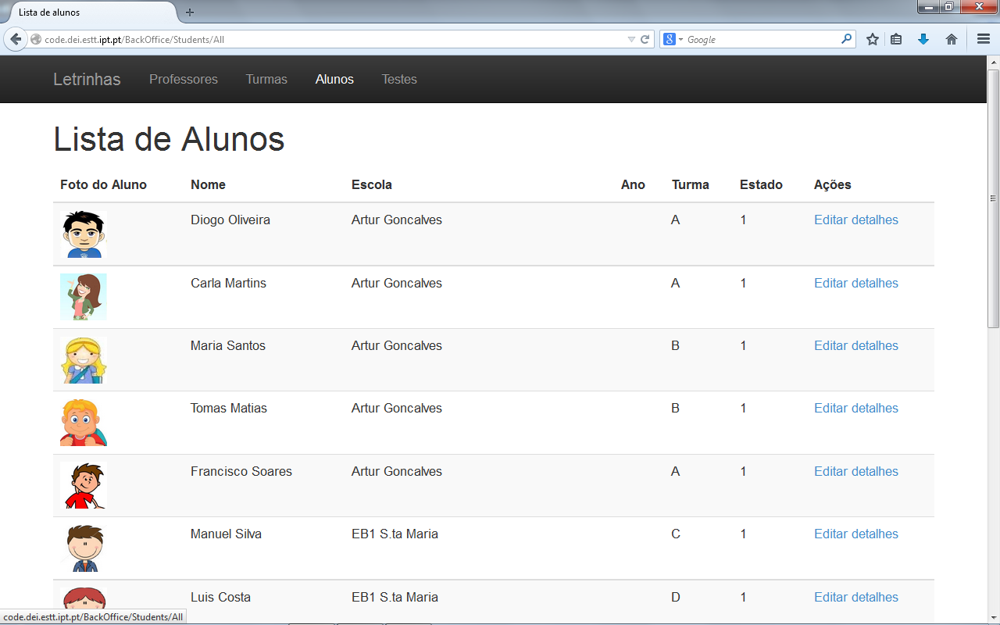 Lista de alunos
code.dei.estt.ipt.pt/BackOffice/Students/All
Google
Letrinhas Professores Turmas Alunos Testes
Lista de Alunos
Foto do Aluno Nome Escola Ano Turma Estado Ações
Diogo Oliveira Artur Goncalves A 1 Editar detalhes
Carla Martins Artur Goncalves A 1 Editar detalhes
Maria Santos Artur Goncalves B 1 Editar detalhes
Tomas Matias Artur Goncalves B 1 Editar detalhes
Francisco Soares Artur Goncalves A 1 Editar detalhes
Manuel Silva EB1 S.ta Maria C 1 Editar detalhes
Luis Costa EB1 S.ta Maria D 1 Editar detalhes
code.dei.estt.ipt.pt/BackOffice/Students/All